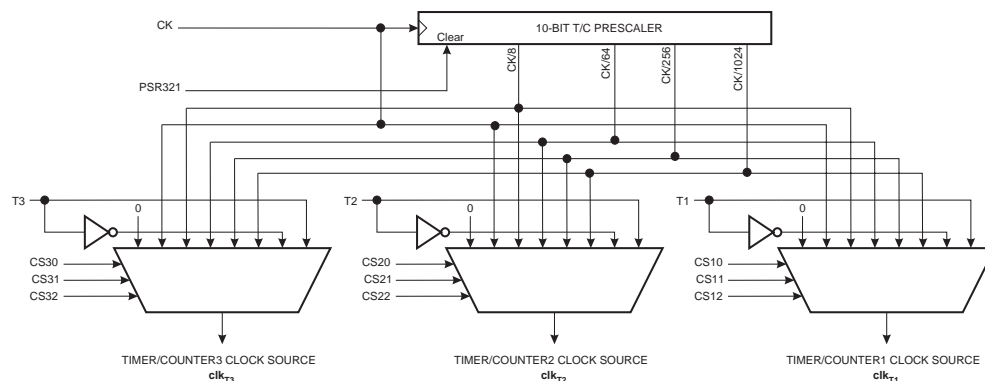 CK
10-BIT T/C PRESCALER
Clear
CK/8
CK/64
CK/256
CK/1024
PSR321
T3
0
T2
0
T1
0
CS30
CS31
CS32
CS20
CS21
CS22
CS10
CS11
CS12
TIMER/COUNTER3 CLOCK SOURCE
clkT3
TIMER/COUNTER2 CLOCK SOURCE
clkT2
TIMER/COUNTER1 CLOCK SOURCE
clkT1